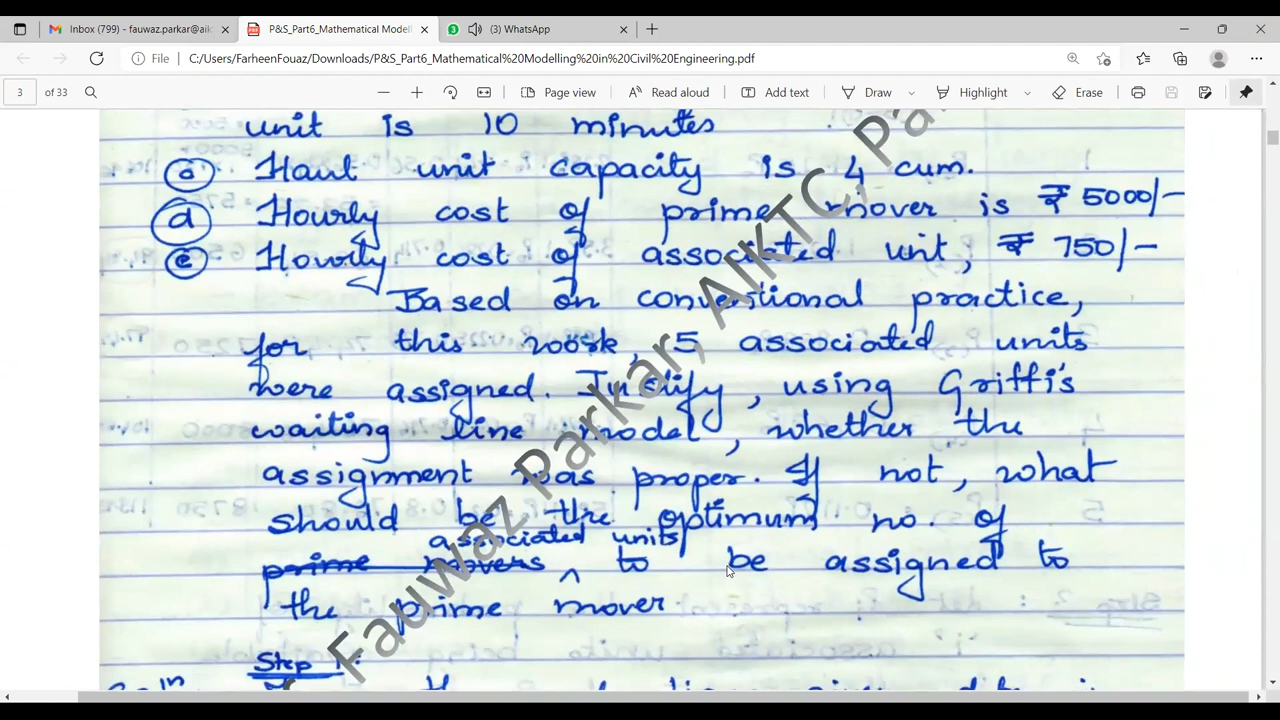 Inbox (799) - fauwaz.parkar@aik
P&S_Part6_Mathematical Modell
(3) WhatsApp
File
C:/Users/FarheenFouaz/Downloads/P&S_Part6_Mathematical%20Modelling%20in%20Civil%20Engineering.pdf
3 of 33
Page view
Read aloud
Add text
Draw
Highlight
Erase
unit is 10 minutes
Haul unit capacity is 4 cum.
d Hourly cost of prime mover is ₹ 5000/-
e Hourly cost of associated unit, ₹ 750/-
Based on conventional practice,
for this work, 5 associated units
were assigned. Justify, using Griffi's
waiting line model, whether the
assignment was proper. If not, what
should be the optimum no. of
associated units
prime movers ^ to be assigned to
the prime mover
Step 1:
Fauwaz Parkar, AIKTC, Pa